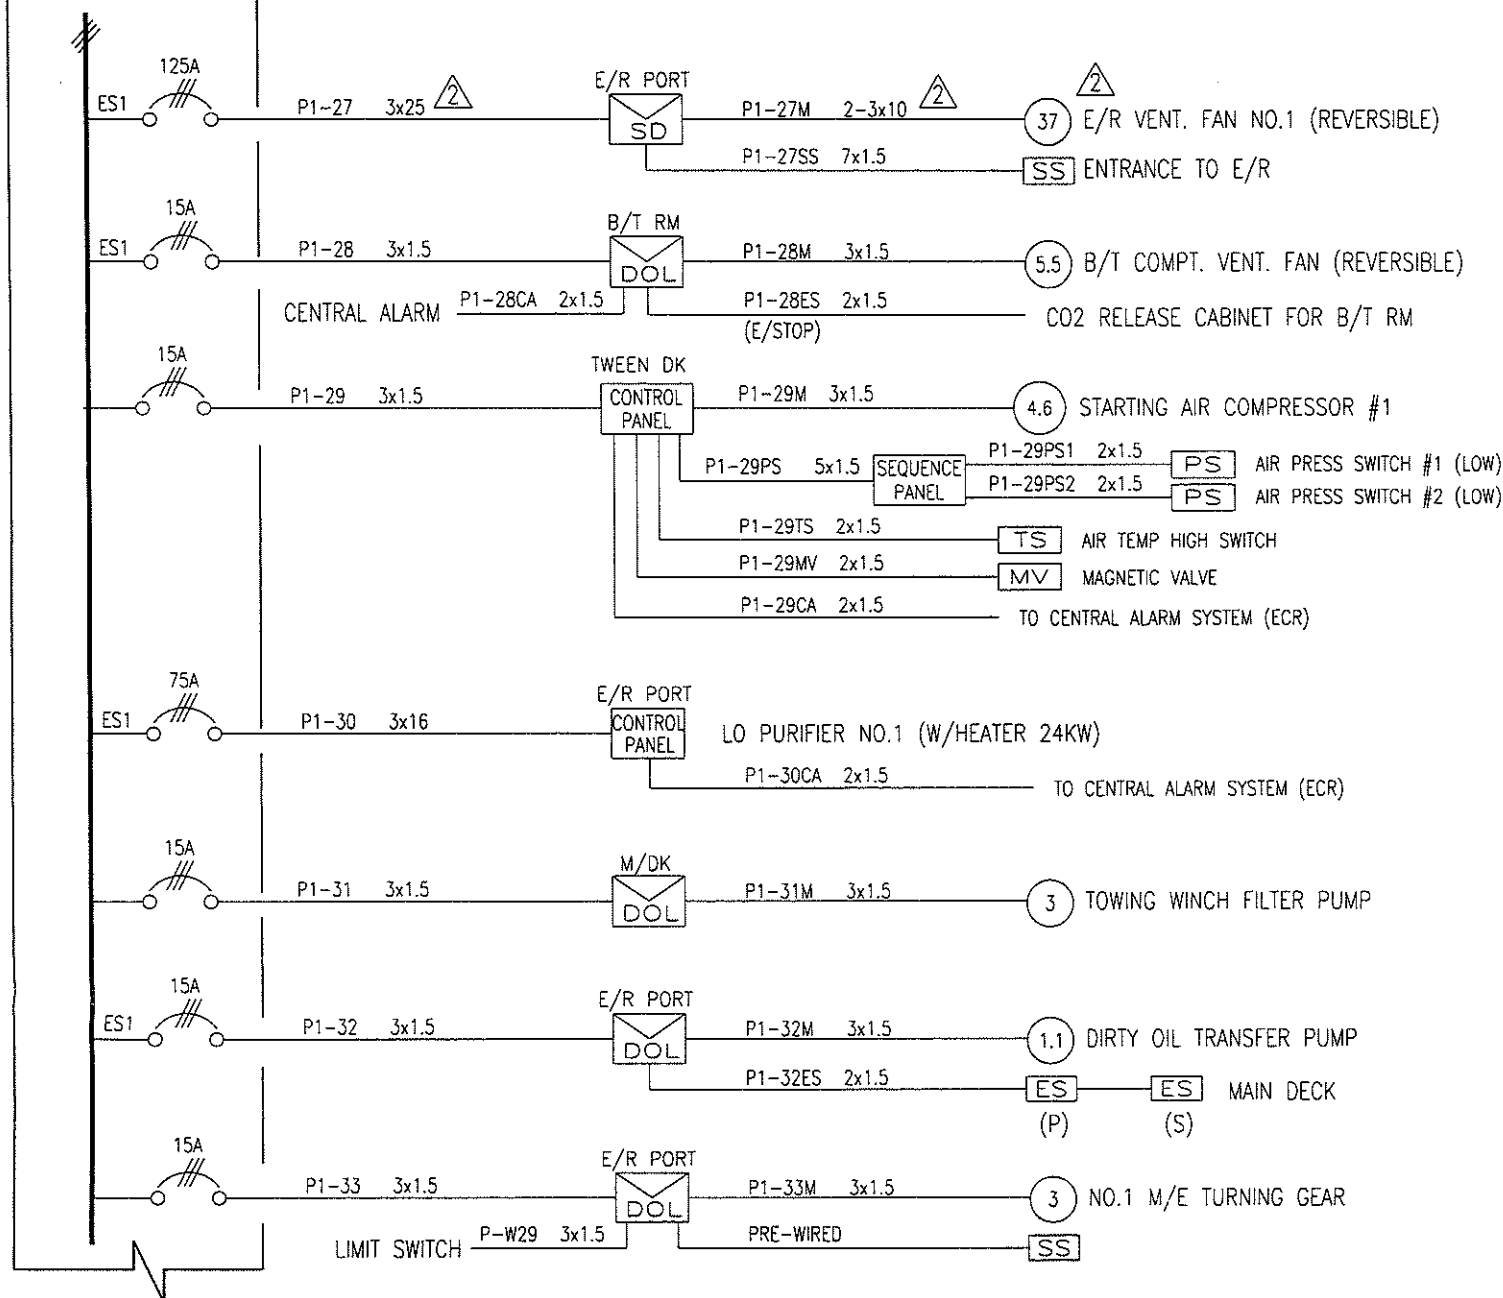 125A
ES1
P1-27 3x25 2
E/R PORT
SD
P1-27M 2-3x10 2
2
37 E/R VENT. FAN NO.1 (REVERSIBLE)
P1-27SS 7x1.5
SS ENTRANCE TO E/R
15A
ES1
P1-28 3x1.5
B/T RM
DOL
P1-28M 3x1.5
5.5 B/T COMPT. VENT. FAN (REVERSIBLE)
CENTRAL ALARM
P1-28CA 2x1.5
P1-28ES 2x1.5
(E/STOP)
CO2 RELEASE CABINET FOR B/T RM
15A
P1-29 3x1.5
TWEEN DK
CONTROL
PANEL
P1-29M 3x1.5
4.6 STARTING AIR COMPRESSOR #1
P1-29PS 5x1.5
SEQUENCE
PANEL
P1-29PS1 2x1.5
PS AIR PRESS SWITCH #1 (LOW)
P1-29PS2 2x1.5
PS AIR PRESS SWITCH #2 (LOW)
P1-29TS 2x1.5
TS AIR TEMP HIGH SWITCH
P1-29MV 2x1.5
MV MAGNETIC VALVE
P1-29CA 2x1.5
TO CENTRAL ALARM SYSTEM (ECR)
75A
ES1
P1-30 3x16
E/R PORT
CONTROL
PANEL
LO PURIFIER NO.1 (W/HEATER 24KW)
P1-30CA 2x1.5
TO CENTRAL ALARM SYSTEM (ECR)
15A
P1-31 3x1.5
M/DK
DOL
P1-31M 3x1.5
3 TOWING WINCH FILTER PUMP
15A
ES1
P1-32 3x1.5
E/R PORT
DOL
P1-32M 3x1.5
1.1 DIRTY OIL TRANSFER PUMP
P1-32ES 2x1.5
ES ES MAIN DECK
(P) (S)
15A
P1-33 3x1.5
E/R PORT
DOL
P1-33M 3x1.5
3 NO.1 M/E TURNING GEAR
LIMIT SWITCH
P-W29 3x1.5
PRE-WIRED
SS